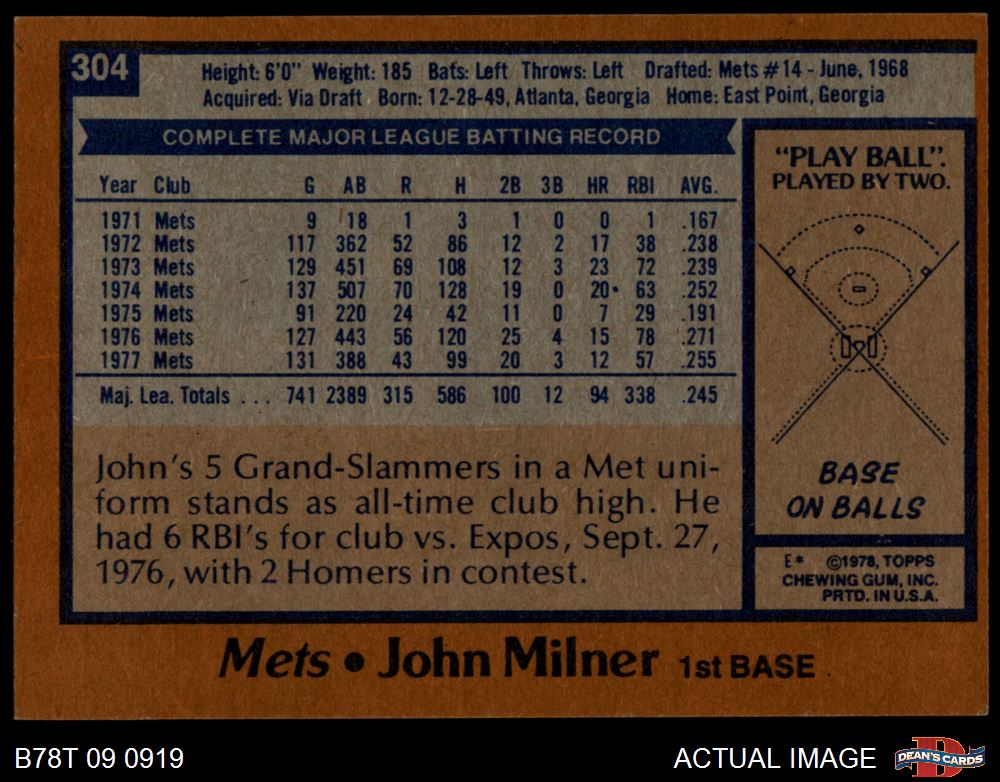 304
Height: 6'0" Weight: 185 Bats: Left Throws: Left Drafted: Mets #14 - June, 1968
Acquired: Via Draft Born: 12-28-49, Atlanta, Georgia Home: East Point, Georgia
COMPLETE MAJOR LEAGUE BATTING RECORD
Year Club G AB R H 2B 3B HR RBI AVG.
1971 Mets 9 18 1 3 1 0 0 1 .167
1972 Mets 117 362 52 86 12 2 17 38 .238
1973 Mets 129 451 69 108 12 3 23 72 .239
1974 Mets 137 507 70 128 19 0 20• 63 .252
1975 Mets 91 220 24 42 11 0 7 29 .191
1976 Mets 127 443 56 120 25 4 15 78 .271
1977 Mets 131 388 43 99 20 3 12 57 .255
Maj. Lea. Totals . . . 741 2389 315 586 100 12 94 338 .245
John's 5 Grand-Slammers in a Met uni-
form stands as all-time club high. He
had 6 RBI's for club vs. Expos, Sept. 27,
1976, with 2 Homers in contest.
"PLAY BALL".
PLAYED BY TWO.
BASE
ON BALLS
E* ©1978, TOPPS
CHEWING GUM, INC.
PRTD. IN U.S.A.
Mets • John Milner 1st BASE
B78T 09 0919
ACTUAL IMAGE
D
DEAN'S CARDS